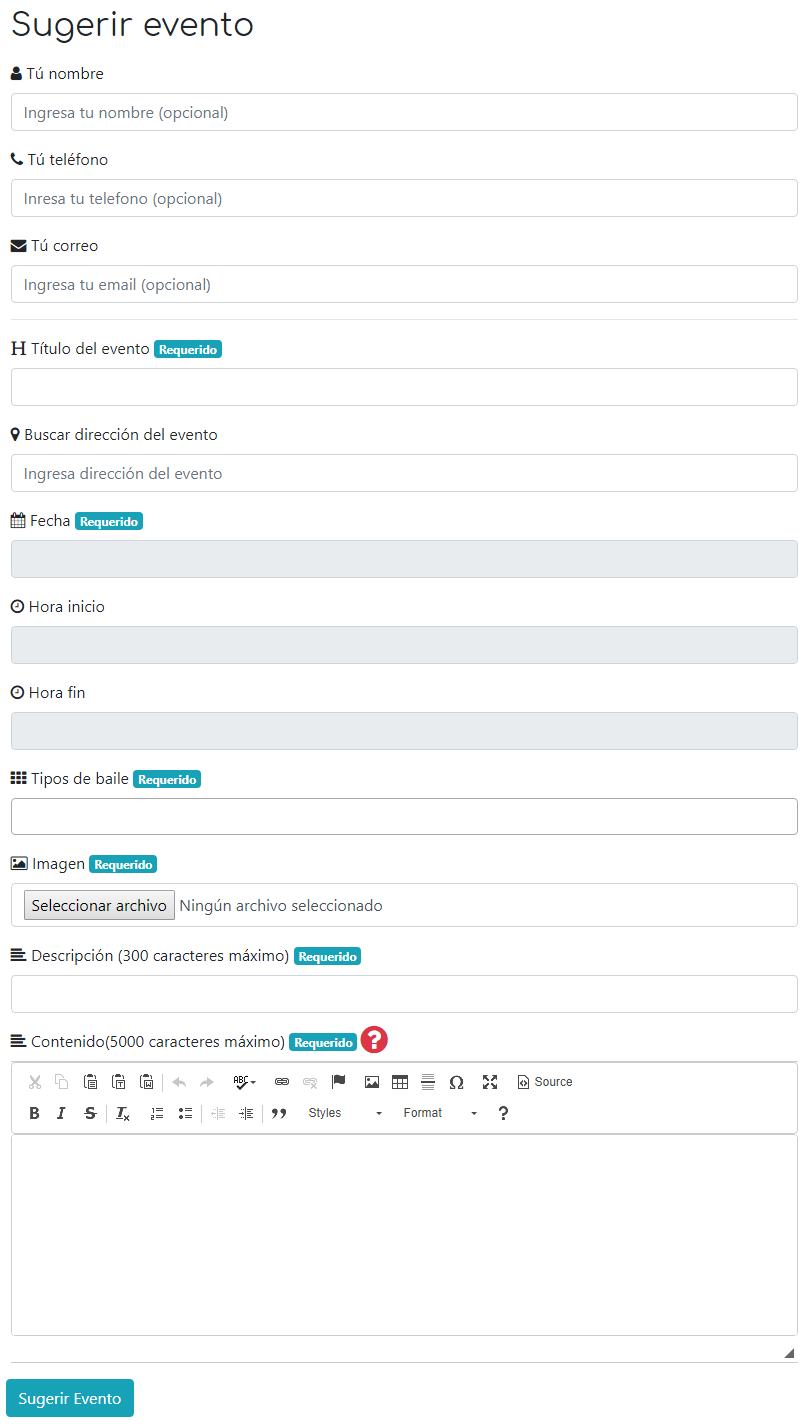 Sugerir evento
Tú nombre
Ingresa tu nombre (opcional)
Tú teléfono
Inresa tu telefono (opcional)
Tú correo
Ingresa tu email (opcional)
H Título del evento Requerido
Buscar dirección del evento
Ingresa dirección del evento
Fecha Requerido
Hora inicio
Hora fin
Tipos de baile Requerido
Imagen Requerido
Seleccionar archivo Ningún archivo seleccionado
Descripción (300 caracteres máximo) Requerido
Contenido(5000 caracteres máximo) Requerido ?
ABC Ω Source
B I S Tx Styles Format ?
Sugerir Evento